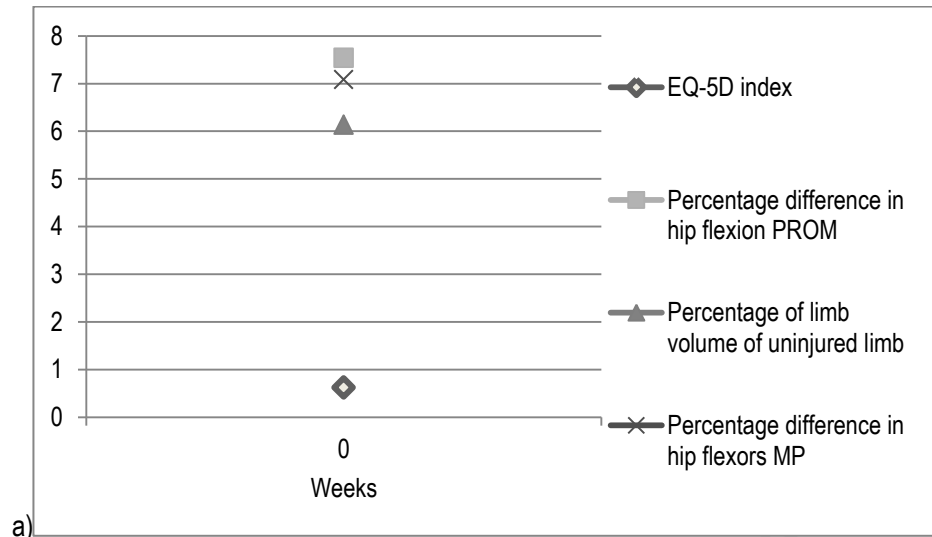 8
7
6
5
4
3
2
1
0
0
Weeks
EQ-5D index
Percentage difference in
hip flexion PROM
Percentage of limb
volume of uninjured limb
Percentage difference in
hip flexors MP
a)